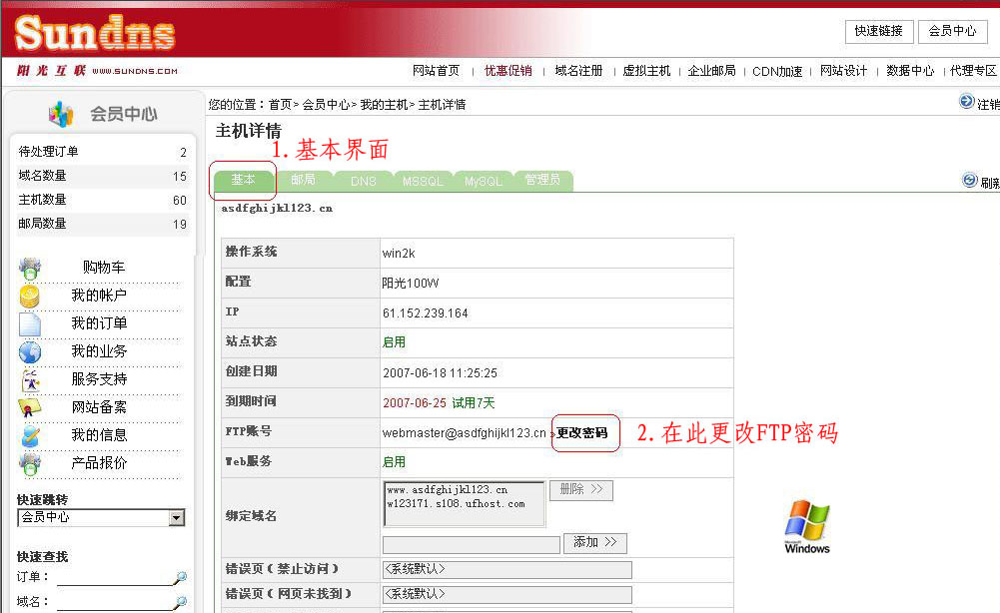 Sundns
快速链接 会员中心
阳光互联 WWW.SUNDNS.COM
网站首页 | 优惠促销 | 域名注册 | 虚拟主机 | 企业邮局 | CDN加速 | 网站设计 | 数据中心 | 代理专区
您的位置：首页> 会员中心> 我的主机> 主机详情
注销
会员中心
主机详情
1.基本界面
待处理订单 2
域名数量 15
主机数量 60
邮局数量 19
基本 邮局 DNS MSSQL MySQL 管理员
刷新
asdfghijkl123.cn
操作系统 win2k
配置 阳光100W
IP 61.152.239.164
站点状态 启用
创建日期 2007-06-18 11:25:25
到期时间 2007-06-25 试用7天
FTP账号 webmaster@asdfghijkl123.cn 更改密码
2.在此更改FTP密码
Web服务 启用
绑定域名
www.asdfghijkl123.cn
w123171.s108.ufhost.com
删除 >>
添加 >>
错误页（禁止访问） <系统默认>
错误页（网页未找到） <系统默认>
购物车
我的帐户
我的订单
我的业务
服务支持
网站备案
我的信息
产品报价
快速跳转
会员中心
快速查找
订单：
域名：
Microsoft
Windows